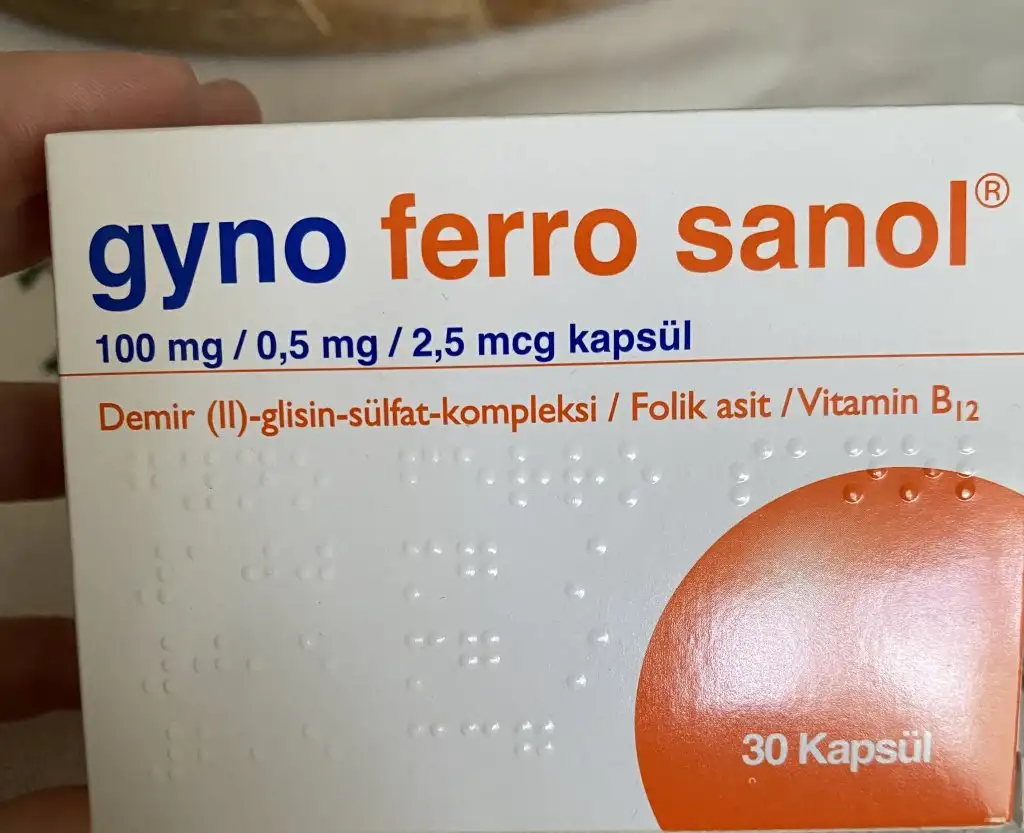 gyno ferro sanol®
100 mg / 0,5 mg / 2,5 mcg kapsül
Demir (II)-glisin-sülfat-kompleksi / Folik asit / Vitamin B12
30 Kapsül